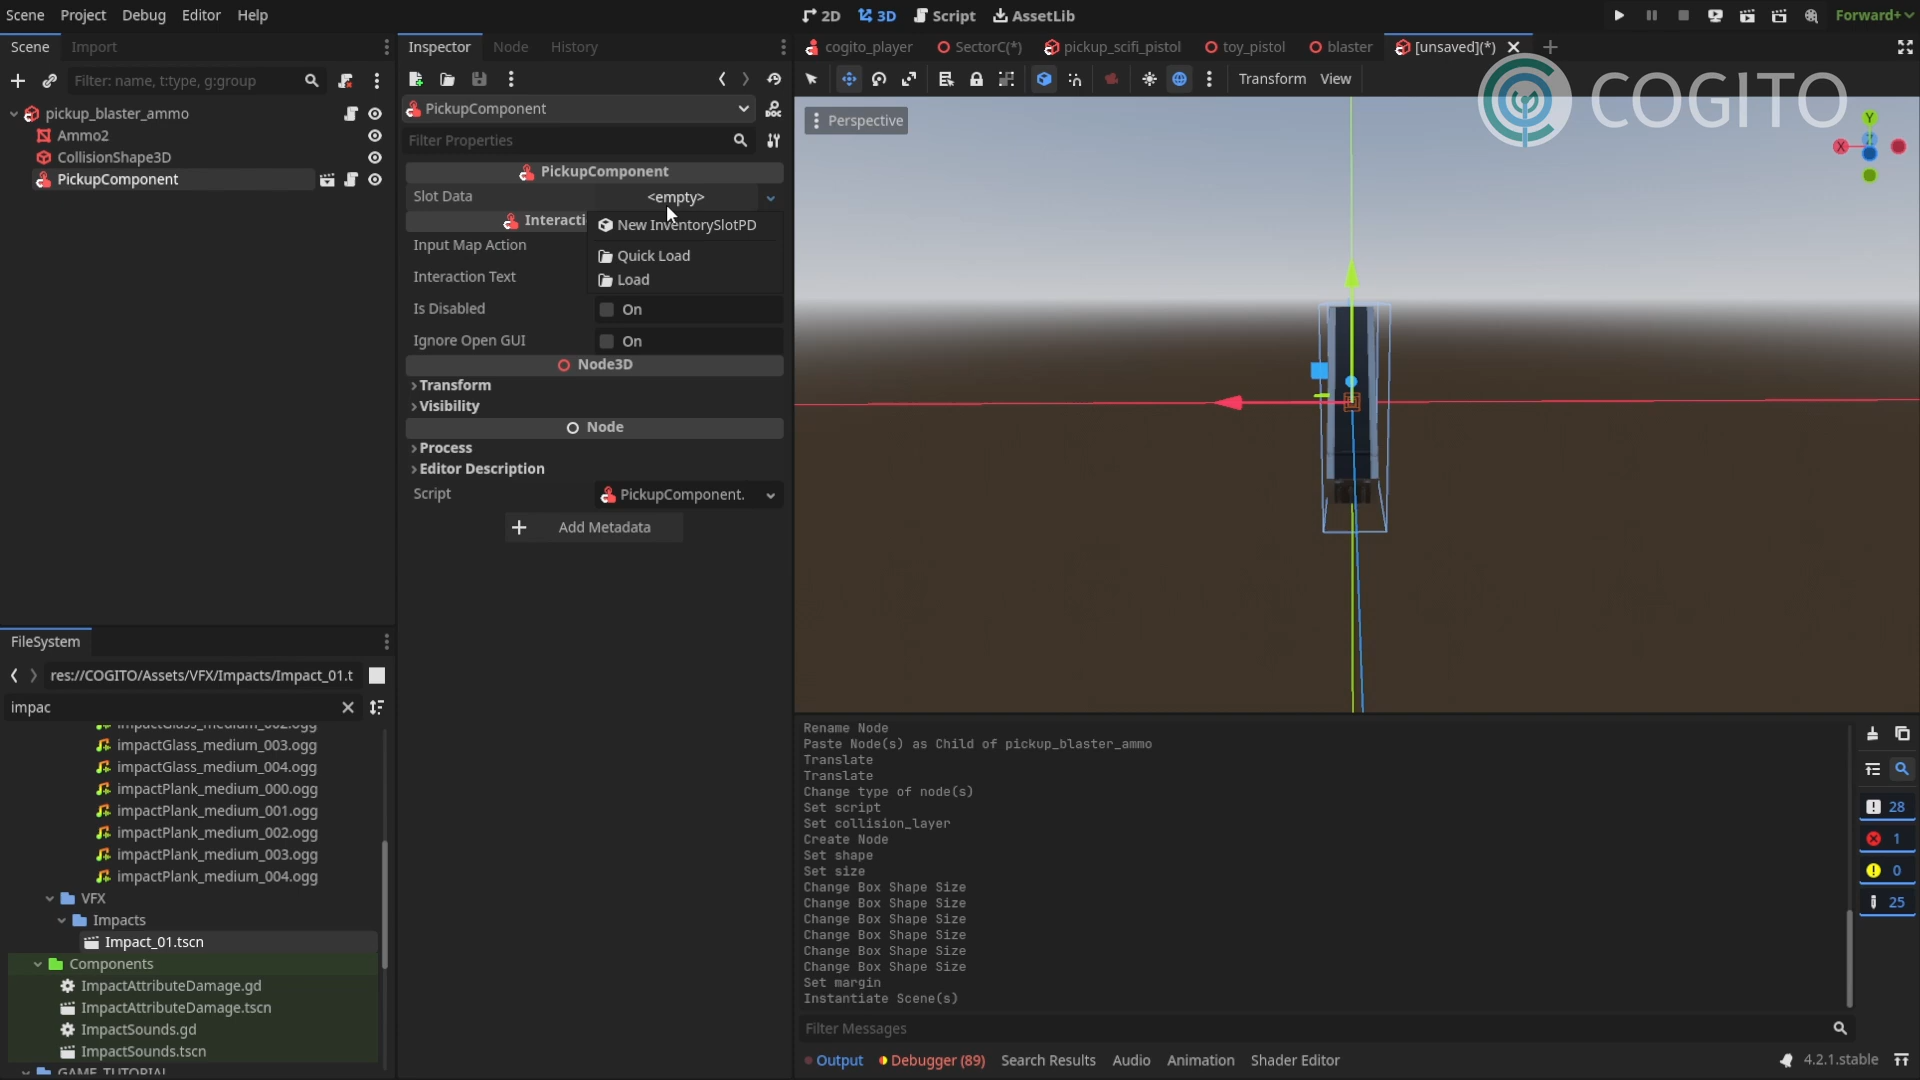 Scene Project Debug Editor Help
2D 3D Script AssetLib
Forward+
Scene Import
Inspector Node History
cogito_player SectorC(*) pickup_scifi_pistol toy_pistol blaster [unsaved](*)
Filter: name, t:type, g:group
Transform View
pickup_blaster_ammo
Ammo2
CollisionShape3D
PickupComponent
PickupComponent
Filter Properties
PickupComponent
Slot Data <empty>
Interacti
New InventorySlotPD
Input Map Action
Quick Load
Interaction Text
Load
Is Disabled On
Ignore Open GUI On
Node3D
Transform
Visibility
Node
Process
Editor Description
Script PickupComponent.
Add Metadata
Perspective
COGITO
Y
X
Z
FileSystem
res://COGITO/Assets/VFX/Impacts/Impact_01.t
impac
impactGlass_medium_002.ogg
impactGlass_medium_003.ogg
impactGlass_medium_004.ogg
impactPlank_medium_000.ogg
impactPlank_medium_001.ogg
impactPlank_medium_002.ogg
impactPlank_medium_003.ogg
impactPlank_medium_004.ogg
VFX
Impacts
Impact_01.tscn
Components
ImpactAttributeDamage.gd
ImpactAttributeDamage.tscn
ImpactSounds.gd
ImpactSounds.tscn
GAME_TUTORIAL
Rename Node
Paste Node(s) as Child of pickup_blaster_ammo
Translate
Translate
Change type of node(s)
Set script
Set collision_layer
Create Node
Set shape
Set size
Change Box Shape Size
Change Box Shape Size
Change Box Shape Size
Change Box Shape Size
Change Box Shape Size
Change Box Shape Size
Set margin
Instantiate Scene(s)
28
1
0
25
Filter Messages
Output Debugger (89) Search Results Audio Animation Shader Editor
4.2.1.stable